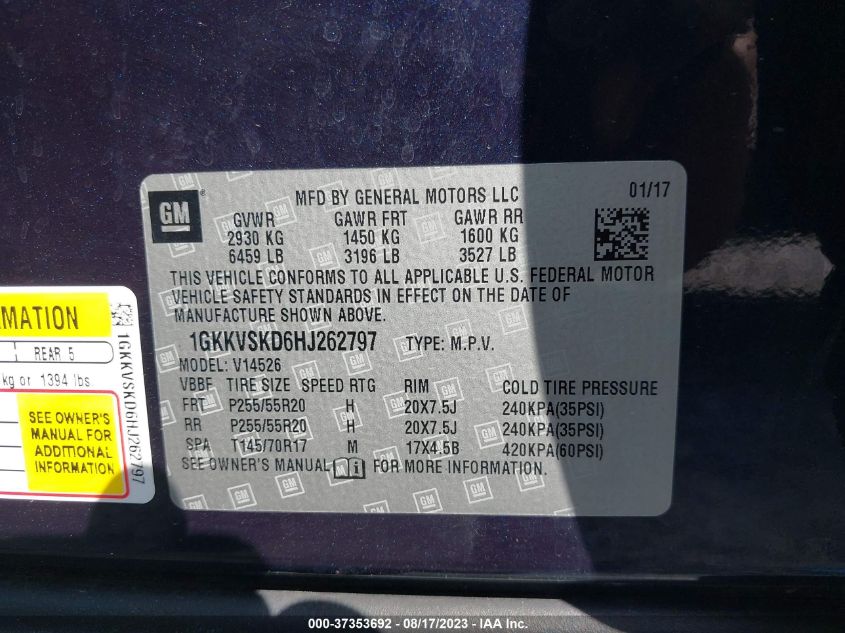 GM
MFD BY GENERAL MOTORS LLC
01/17
GVWR GAWR FRT GAWR RR
2930 KG 1450 KG 1600 KG
6459 LB 3196 LB 3527 LB
THIS VEHICLE CONFORMS TO ALL APPLICABLE U.S. FEDERAL MOTOR
VEHICLE SAFETY STANDARDS IN EFFECT ON THE DATE OF
MANUFACTURE SHOWN ABOVE.
1GKKVSKD6HJ262797 TYPE: M.P.V.
MODEL: V14526
VBBF TIRE SIZE SPEED RTG RIM COLD TIRE PRESSURE
FRT P255/55R20 H 20X7.5J 240KPA(35PSI)
RR P255/55R20 H 20X7.5J 240KPA(35PSI)
SPA T145/70R17 M 17X4.5B 420KPA(60PSI)
SEE OWNER'S MANUAL FOR MORE INFORMATION.
MATION
REAR 5
kg or 1394 lbs
SEE OWNER'S
MANUAL FOR
ADDITIONAL
INFORMATION
1GKKVSKD6HJ262797
000-37353692 - 08/17/2023 - IAA Inc.